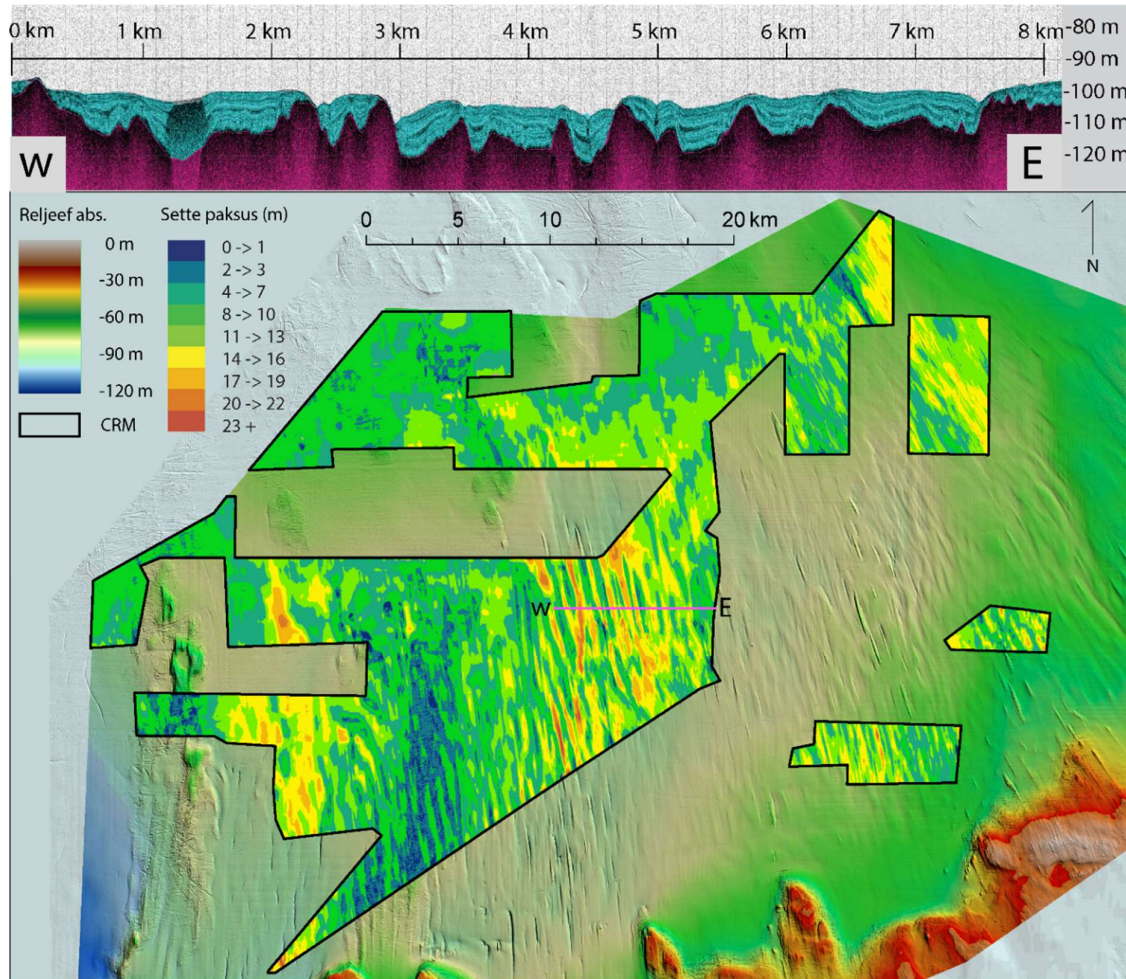 0 km 1 km 2 km 3 km 4 km 5 km 6 km 7 km 8 km
-80 m
-90 m
-100 m
-110 m
-120 m
W
E
Reljeef abs.
0 m
-30 m
-60 m
-90 m
-120 m
CRM
Sette paksus (m)
0 -> 1
2 -> 3
4 -> 7
8 -> 10
11 -> 13
14 -> 16
17 -> 19
20 -> 22
23 +
0 5 10 20 km
N
W
E